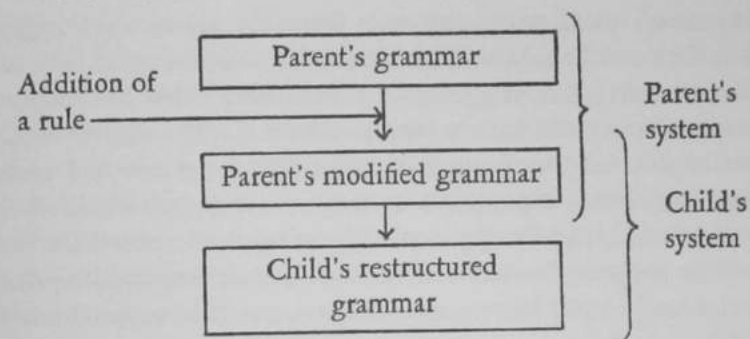 Parent's grammar
Addition of
a rule
Parent's
system
Parent's modified grammar
Child's
system
Child's restructured
grammar